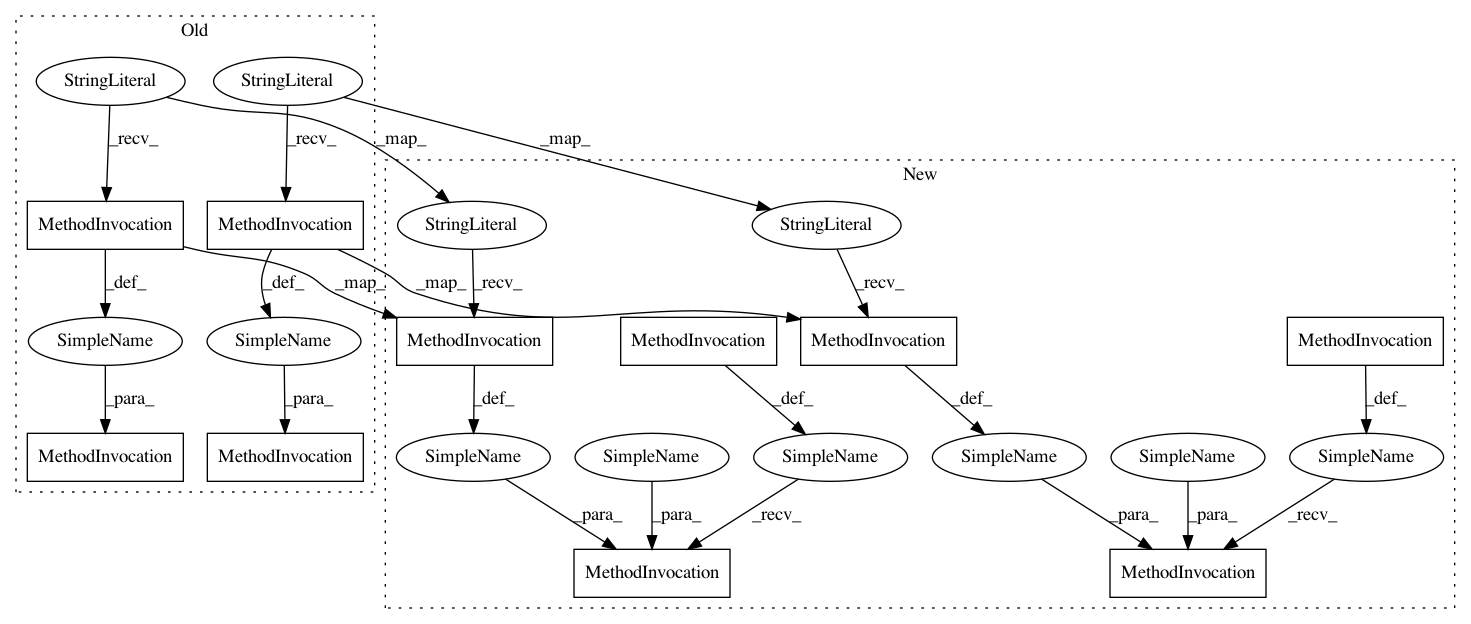 Old
StringLiteral
StringLiteral
_recv_
_recv_
_map_
_map_
New
MethodInvocation
MethodInvocation
StringLiteral
StringLiteral
_def_
_def_
_map_
_map_
_recv_
_recv_
SimpleName
SimpleName
MethodInvocation
MethodInvocation
MethodInvocation
MethodInvocation
_para_
_para_
_def_
_def_
_def_
_def_
MethodInvocation
MethodInvocation
SimpleName
SimpleName
SimpleName
SimpleName
SimpleName
SimpleName
_para_
_para_
_recv_
_para_
_para_
_recv_
MethodInvocation
MethodInvocation